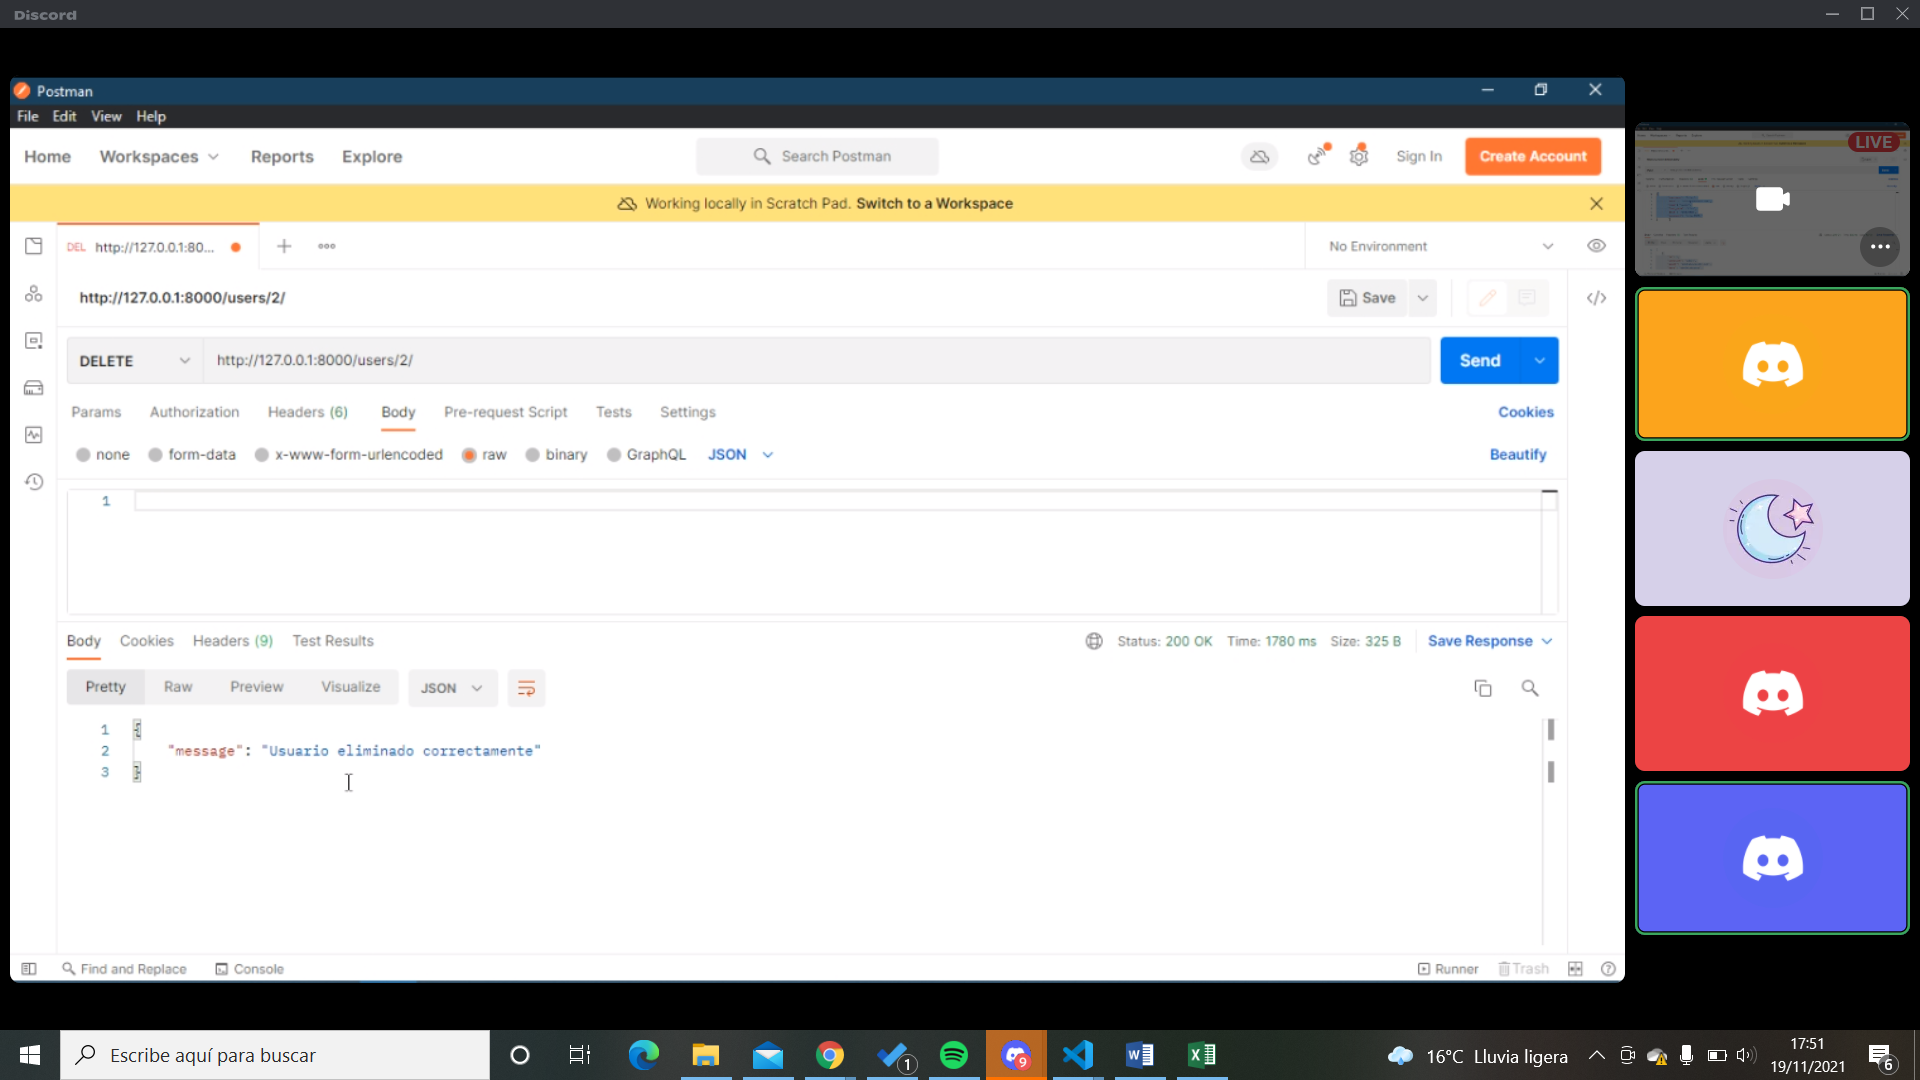 Discord
Postman
File Edit View Help
Home Workspaces Reports Explore Search Postman Sign In Create Account
Working locally in Scratch Pad. Switch to a Workspace
DEL http://127.0.0.1:80... No Environment
http://127.0.0.1:8000/users/2/ Save
DELETE http://127.0.0.1:8000/users/2/ Send
Params Authorization Headers (6) Body Pre-request Script Tests Settings Cookies
none form-data x-www-form-urlencoded raw binary GraphQL JSON Beautify
1
Body Cookies Headers (9) Test Results Status: 200 OK Time: 1780 ms Size: 325 B Save Response
Pretty Raw Preview Visualize JSON
1 {
2 "message": "Usuario eliminado correctamente"
3 }
Find and Replace Console Runner Trash
LIVE
Escribe aquí para buscar 1 9 16°C Lluvia ligera 17:51
19/11/2021 6